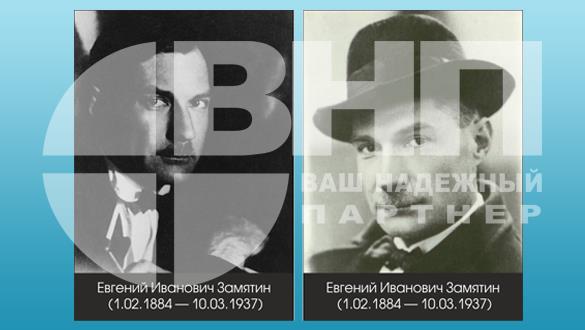 ВНП
ВАШ НАДЕЖНЫЙ
ПАРТНЕР
Евгений Иванович Замятин
(1.02.1884 — 10.03.1937)
Евгений Иванович Замятин
(1.02.1884 — 10.03.1937)